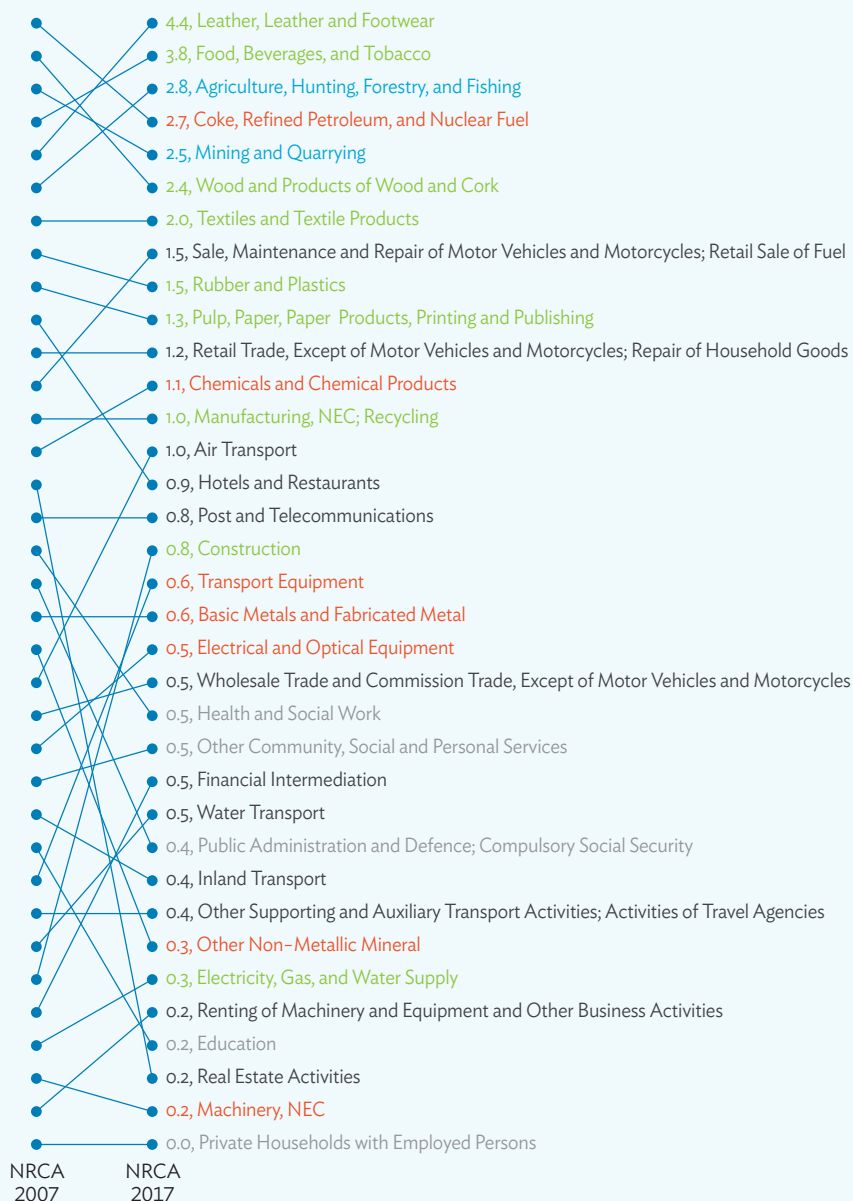 4.4, Leather, Leather and Footwear
3.8, Food, Beverages, and Tobacco
2.8, Agriculture, Hunting, Forestry, and Fishing
2.7, Coke, Refined Petroleum, and Nuclear Fuel
2.5, Mining and Quarrying
2.4, Wood and Products of Wood and Cork
2.0, Textiles and Textile Products
1.5, Sale, Maintenance and Repair of Motor Vehicles and Motorcycles; Retail Sale of Fuel
1.5, Rubber and Plastics
1.3, Pulp, Paper, Paper Products, Printing and Publishing
1.2, Retail Trade, Except of Motor Vehicles and Motorcycles; Repair of Household Goods
1.1, Chemicals and Chemical Products
1.0, Manufacturing, NEC; Recycling
1.0, Air Transport
0.9, Hotels and Restaurants
0.8, Post and Telecommunications
0.8, Construction
0.6, Transport Equipment
0.6, Basic Metals and Fabricated Metal
0.5, Electrical and Optical Equipment
0.5, Wholesale Trade and Commission Trade, Except of Motor Vehicles and Motorcycles
0.5, Health and Social Work
0.5, Other Community, Social and Personal Services
0.5, Financial Intermediation
0.5, Water Transport
0.4, Public Administration and Defence; Compulsory Social Security
0.4, Inland Transport
0.4, Other Supporting and Auxiliary Transport Activities; Activities of Travel Agencies
0.3, Other Non-Metallic Mineral
0.3, Electricity, Gas, and Water Supply
0.2, Renting of Machinery and Equipment and Other Business Activities
0.2, Education
0.2, Real Estate Activities
0.2, Machinery, NEC
0.0, Private Households with Employed Persons
NRCA NRCA
2007 2017